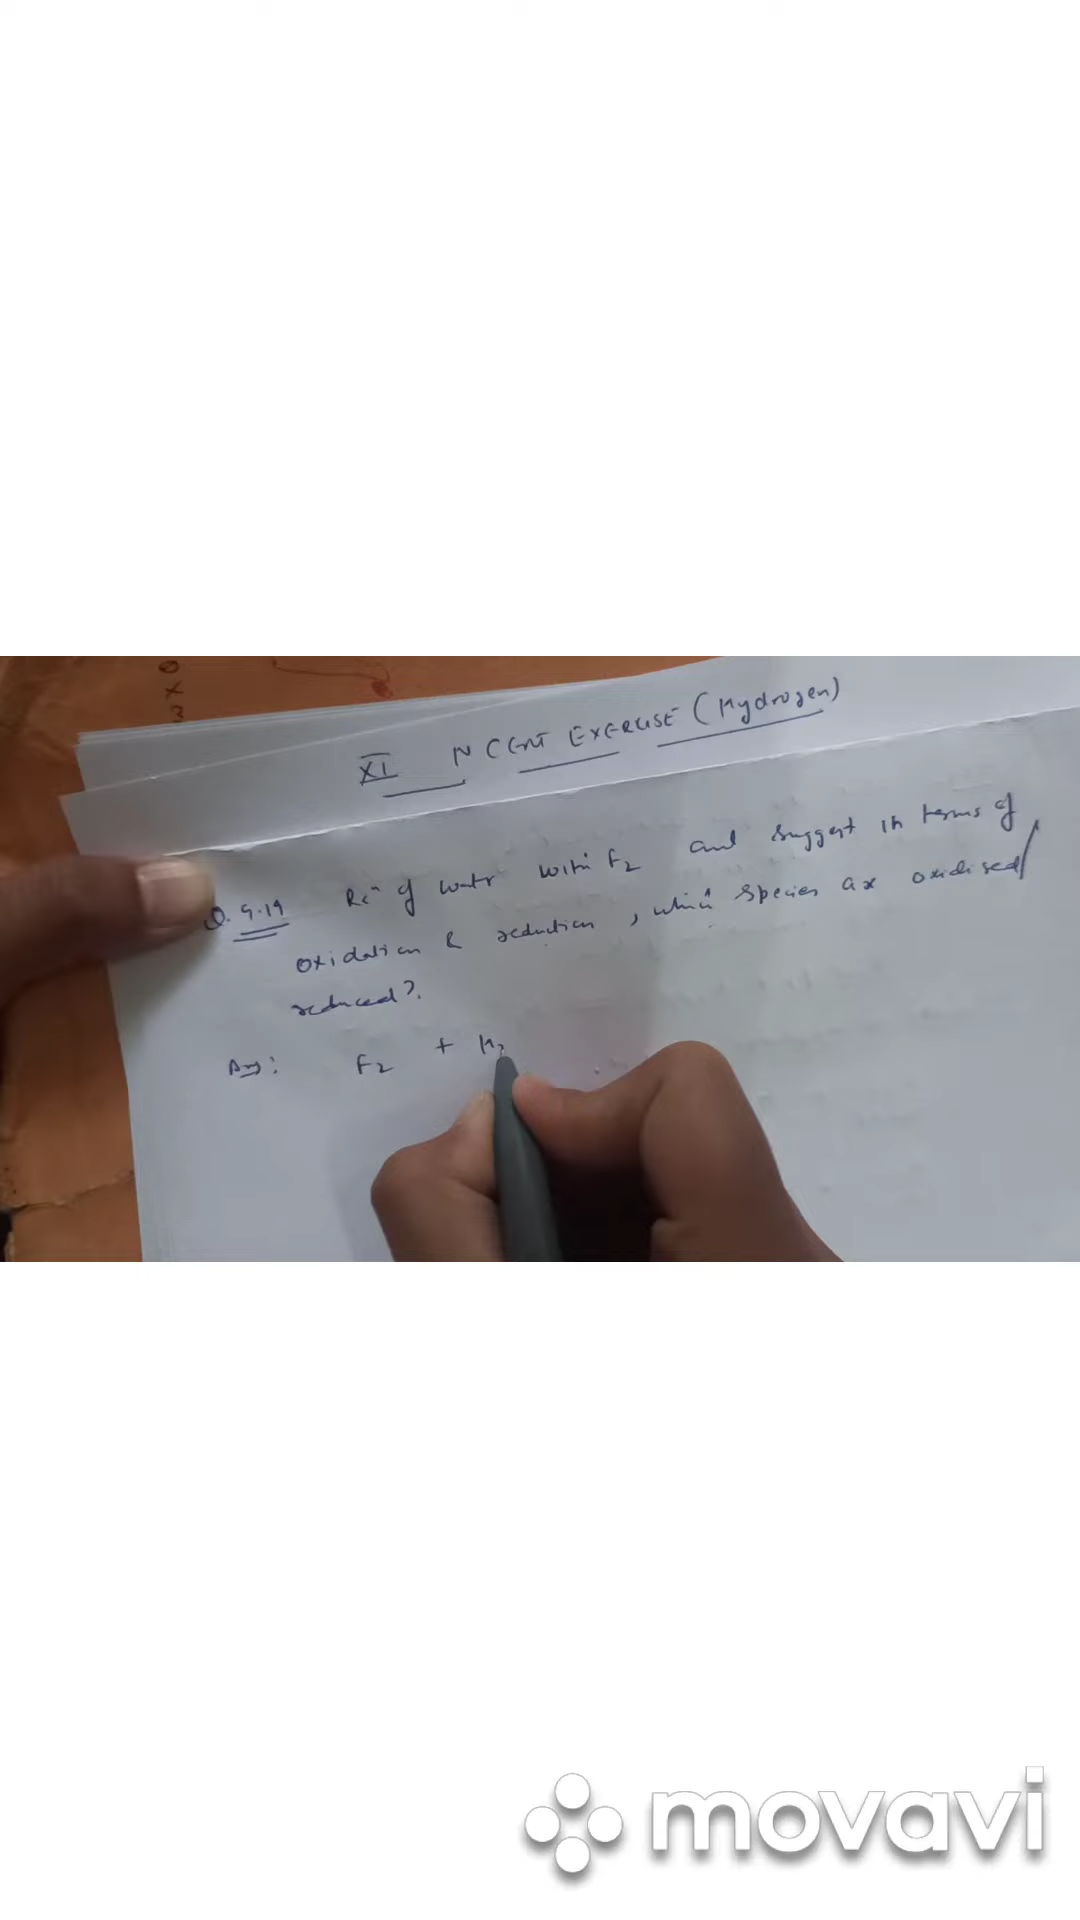 XI NCERT EXERCISE (Hydrogen)
Q. 9.19 Rxn of water with F2 and suggest in terms of
oxidation & reduction, which species are oxidised/
reduced?.
Ans: F2 + H2
movavi